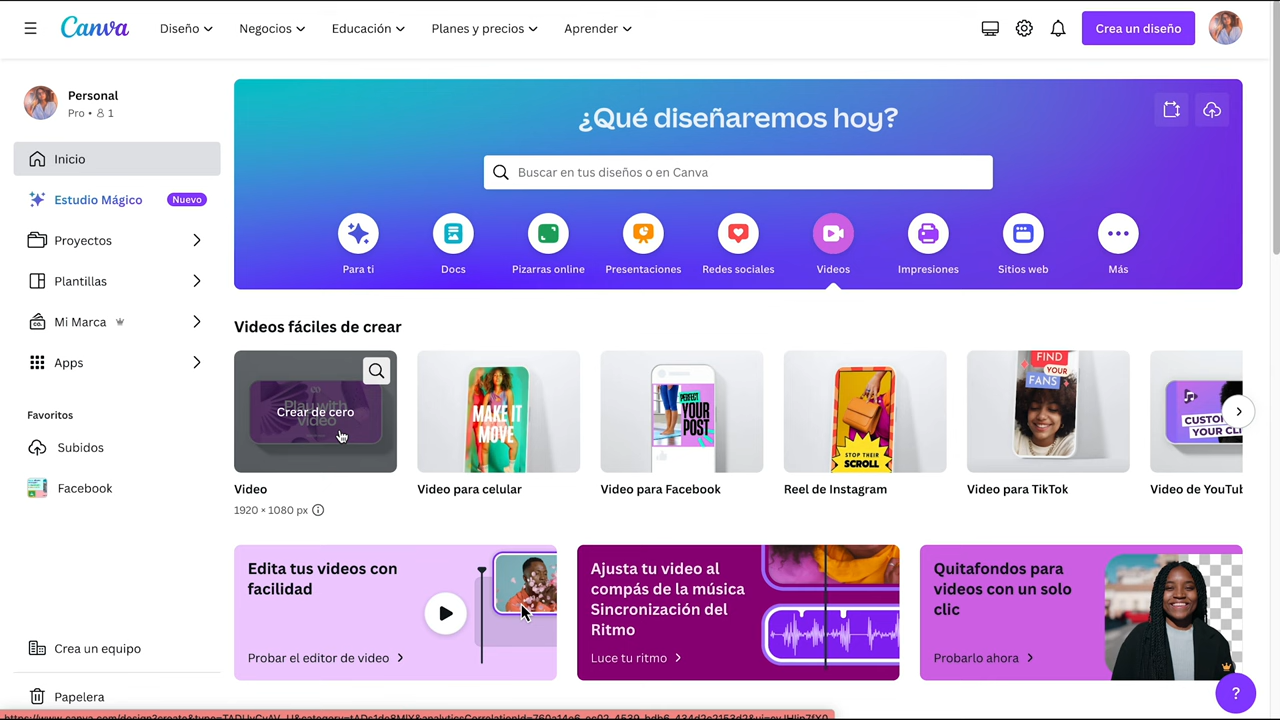 Canva
Diseño
Negocios
Educación
Planes y precios
Aprender
Crea un diseño
Personal
Pro • 1
Inicio
Estudio Mágico
Nuevo
Proyectos
Plantillas
Mi Marca
Apps
Favoritos
Subidos
Facebook
Crea un equipo
Papelera
¿Qué diseñaremos hoy?
Buscar en tus diseños o en Canva
Para ti
Docs
Pizarras online
Presentaciones
Redes sociales
Videos
Impresiones
Sitios web
Más
Videos fáciles de crear
Play with
video
Crear de cero
MAKE IT
MOVE
PERFECT
YOUR
POST
STOP THEIR
SCROLL
FIND
YOUR
FANS
YOUR
Video
Video para celular
Video para Facebook
Reel de Instagram
Video para TikTok
1920 × 1080 px
Edita tus videos con
facilidad
Probar el editor de video
Ajusta tu video al
compás de la música
Sincronización del
Ritmo
Luce tu ritmo
Quitafondos para
videos con un solo
clic
Probarlo ahora
?